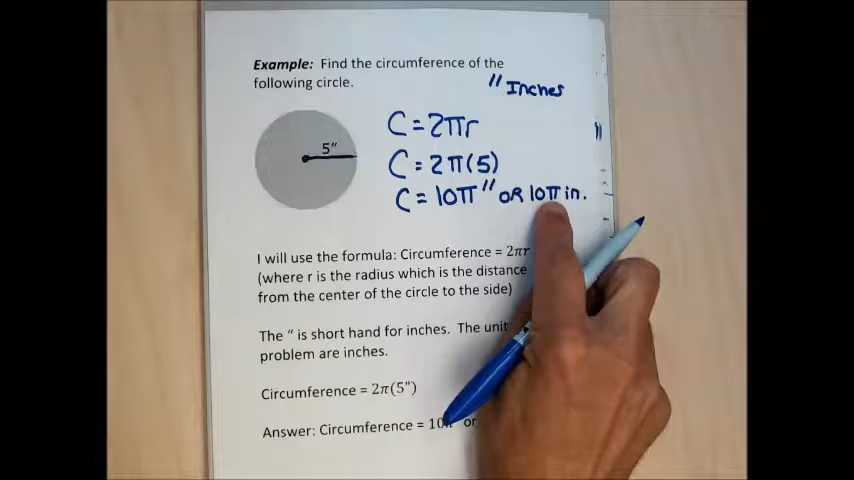 Example: Find the circumference of the
following circle.
" Inches
5"
C = 2πr
C = 2π(5)
C = 10π" OR 10π in.
I will use the formula: Circumference = 2πr
(where r is the radius which is the distance
from the center of the circle to the side)
The " is short hand for inches. The unit
problem are inches.
Circumference = 2π(5")
Answer: Circumference = 10π or